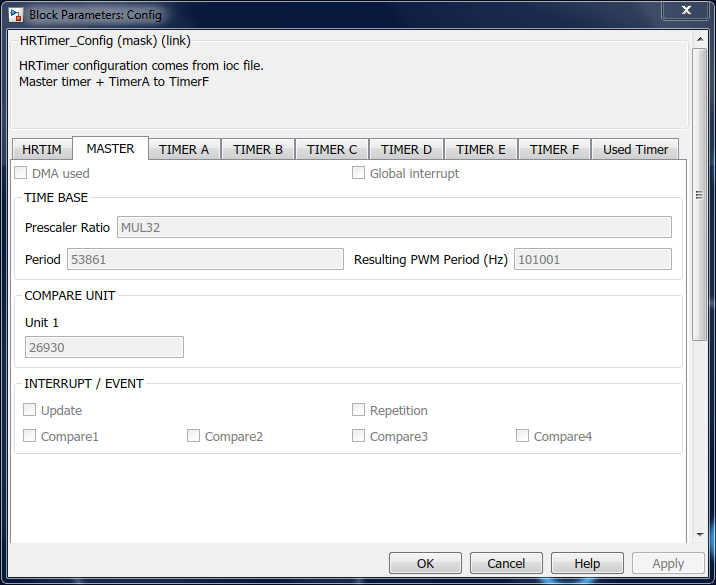 Block Parameters: Config
HRTimer_Config (mask) (link)
HRTimer configuration comes from ioc file.
Master timer + TimerA to TimerF
HRTIM MASTER TIMER A TIMER B TIMER C TIMER D TIMER E TIMER F Used Timer
DMA used Global interrupt
TIME BASE
Prescaler Ratio MUL32
Period 53861 Resulting PWM Period (Hz) 101001
COMPARE UNIT
Unit 1
26930
INTERRUPT / EVENT
Update Repetition
Compare1 Compare2 Compare3 Compare4
OK Cancel Help Apply